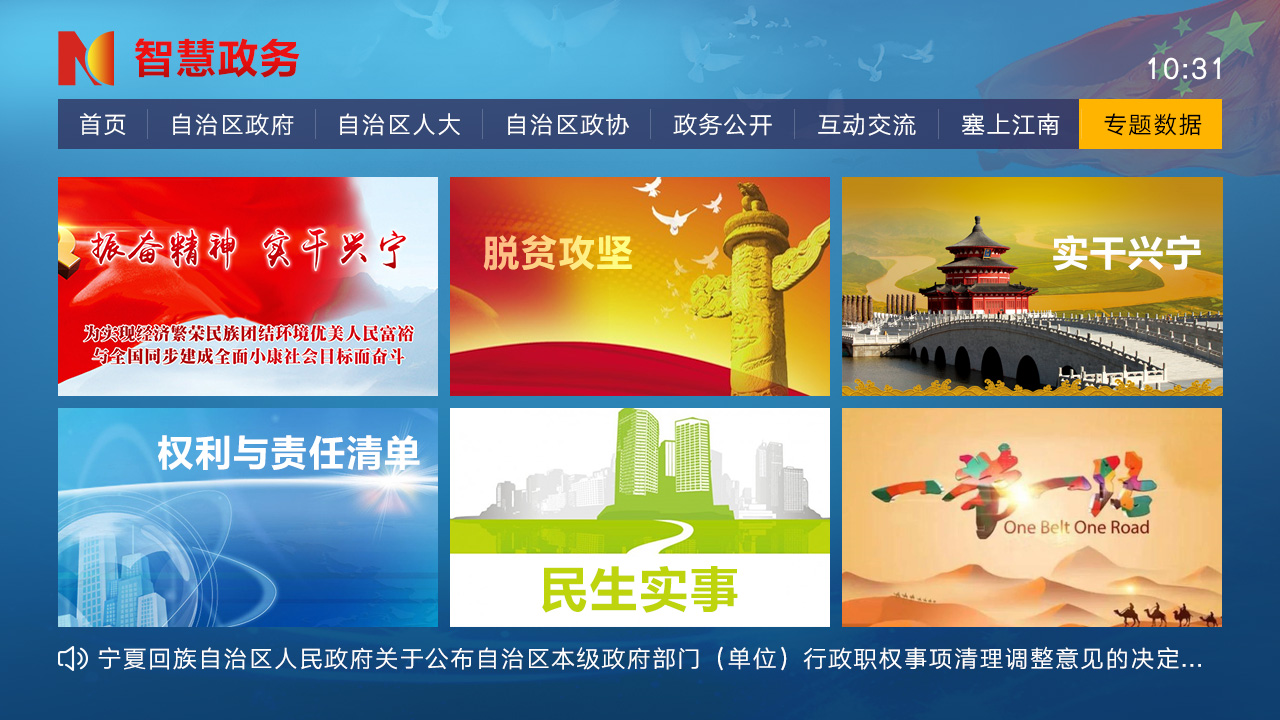 智慧政务
10:31
首页 自治区政府 自治区人大 自治区政协 政务公开 互动交流 塞上江南 专题数据
振奋精神 实干兴宁
为实现经济繁荣民族团结环境优美人民富裕
与全国同步建成全面小康社会目标而奋斗
脱贫攻坚
实干兴宁
权利与责任清单
民生实事
一带一路
One Belt One Road
宁夏回族自治区人民政府关于公布自治区本级政府部门（单位）行政职权事项清理调整意见的决定...